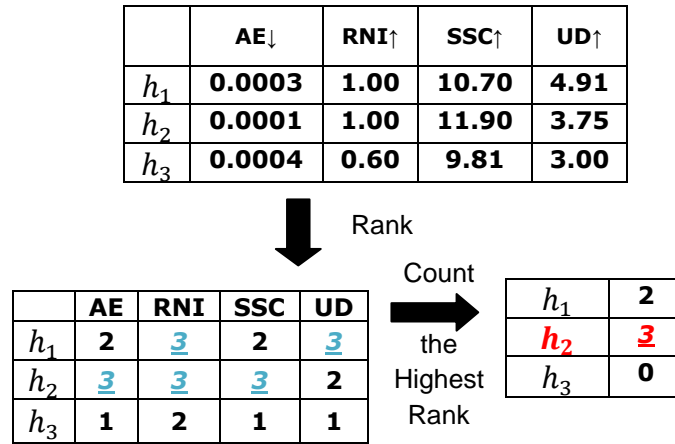 AE↓ RNI↑ SSC↑ UD↑
h₁ 0.0003 1.00 10.70 4.91
h₂ 0.0001 1.00 11.90 3.75
h₃ 0.0004 0.60 9.81 3.00
Rank
AE RNI SSC UD
h₁ 2 3 2 3
h₂ 3 3 3 2
h₃ 1 2 1 1
Count
the
Highest
Rank
h₁ 2
h₂ 3
h₃ 0